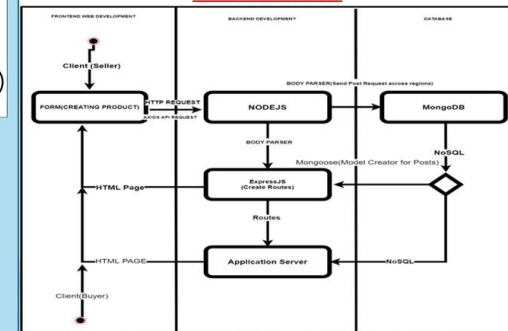 FRONTEND WEB DEVELOPMENT
BACKEND DEVELOPMENT
DATABASE
Client (Seller)
BODY PARSER(Send Post Request across regions)
FORM(CREATING PRODUCT)
HTTP REQUEST
AXIOS API REQUEST
NODEJS
MongoDB
BODY PARSER
NoSQL
Mongoose(Model Creator for Posts)
ExpressJS
(Create Routes)
HTML Page
Routes
HTML PAGE
Application Server
NoSQL
Client(Buyer)